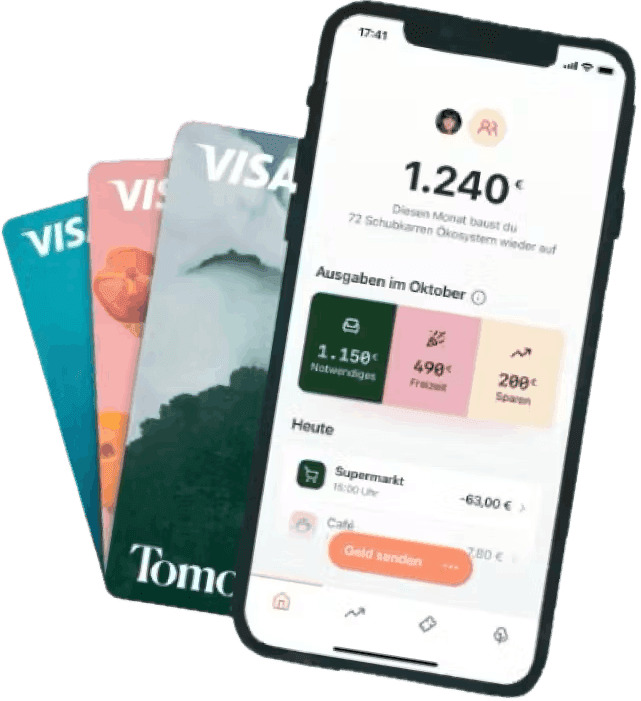 17:41
1.240 €
Diesen Monat baust du
72 Schubkarren Ökosystem wieder auf
Ausgaben im Oktober
1.150€
Notwendiges
490€
Freizeit
200€
Sparen
Heute
Supermarkt
16:00 Uhr
-63,00 €
Café
7,80 €
Geld senden
VISA
VIS
VISA
Tomo